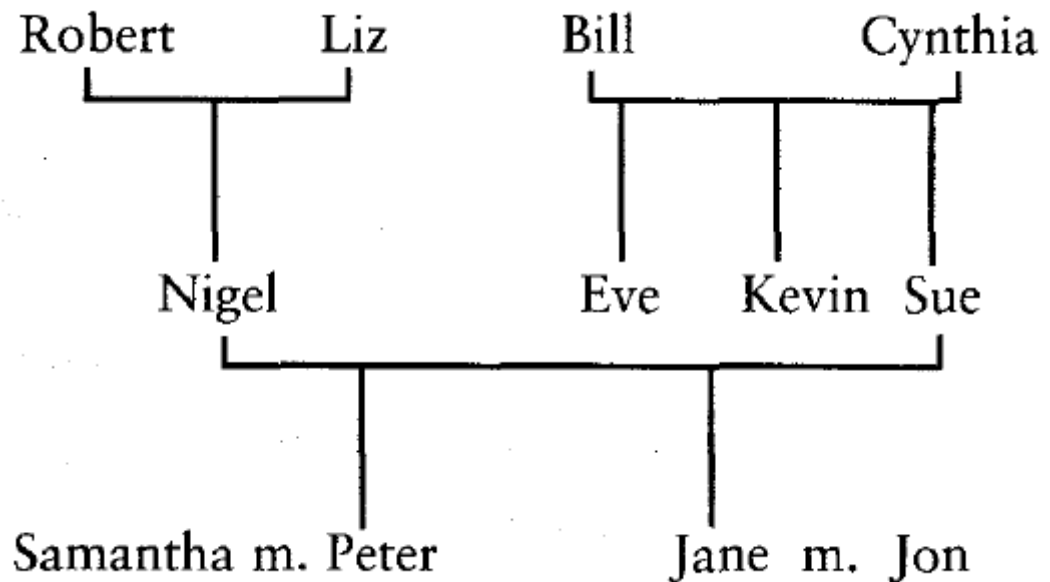 Robert Liz Bill Cynthia
Nigel Eve Kevin Sue
Samantha m. Peter Jane m. Jon